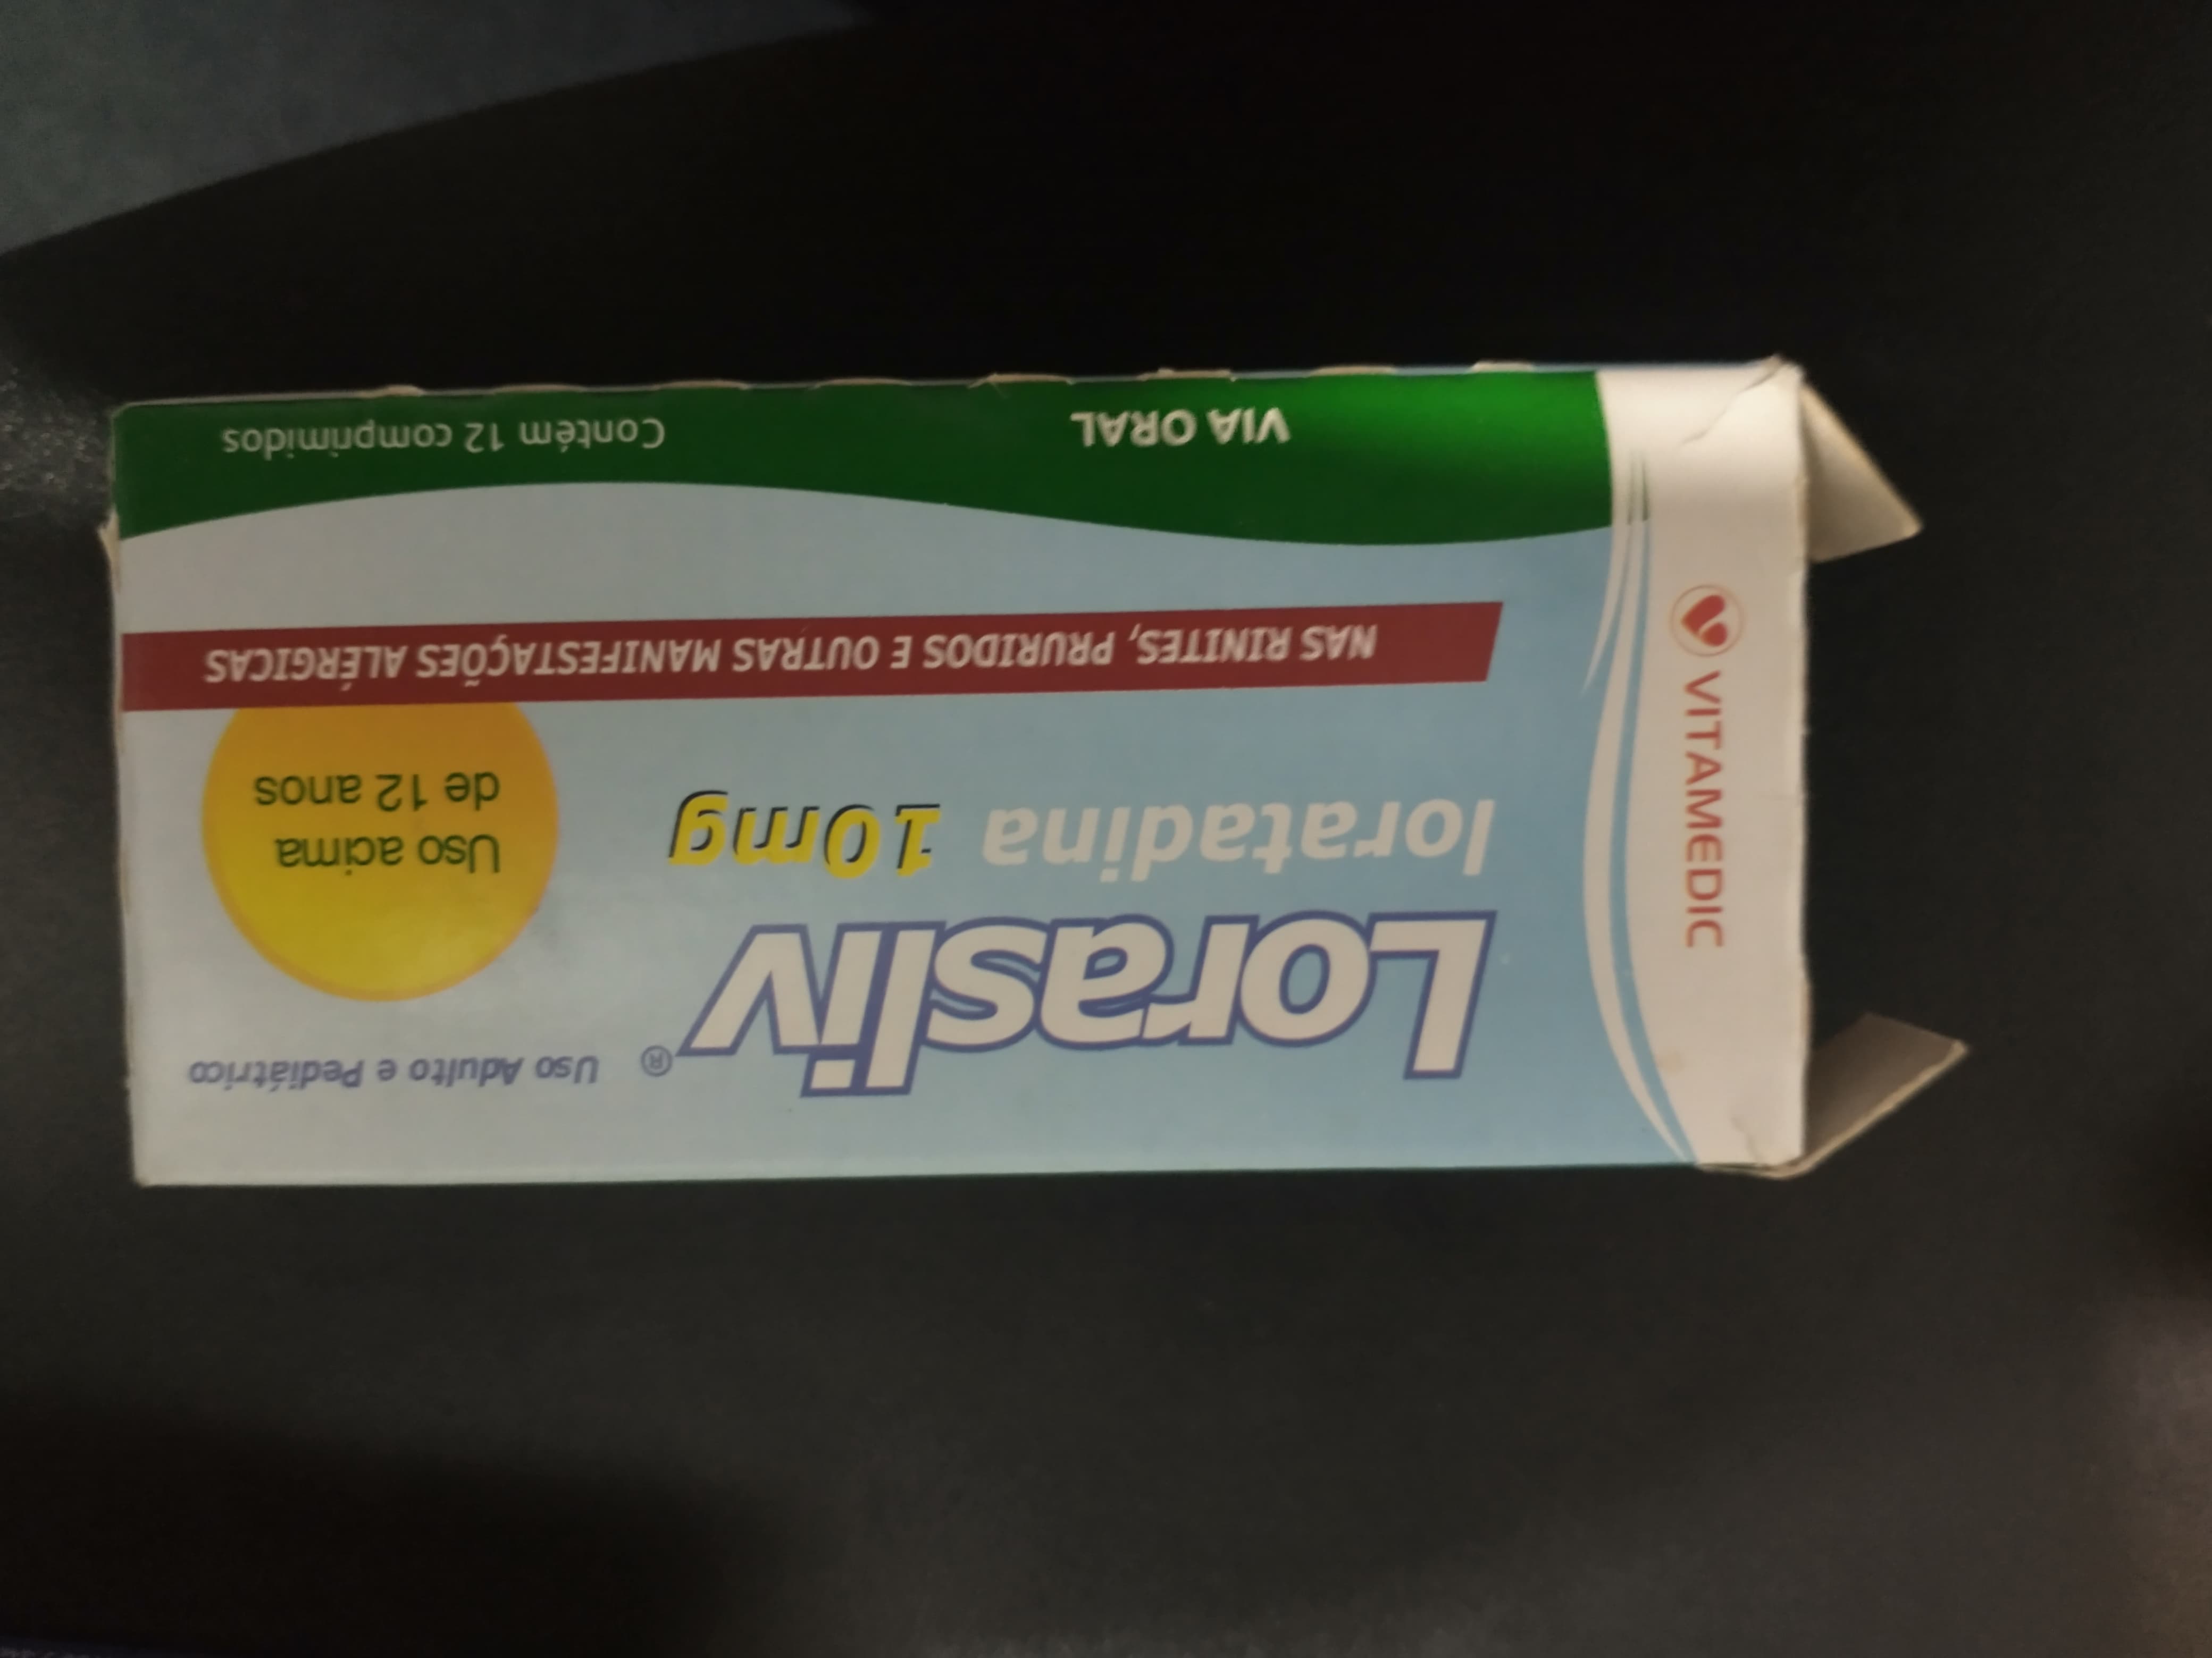 VITAMEDIC
Lorasliv®
Uso Adulto e Pediátrico
loratadina 10mg
Uso acima
de 12 anos
NAS RINITES, PRURIDOS E OUTRAS MANIFESTAÇÕES ALÉRGICAS
VIA ORAL
Contém 12 comprimidos